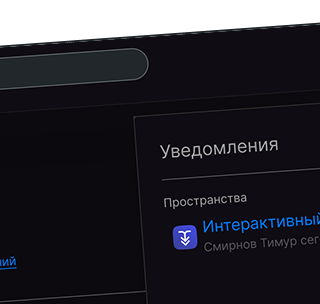 Уведомления
Пространства
Интерактивный
Смирнов Тимур